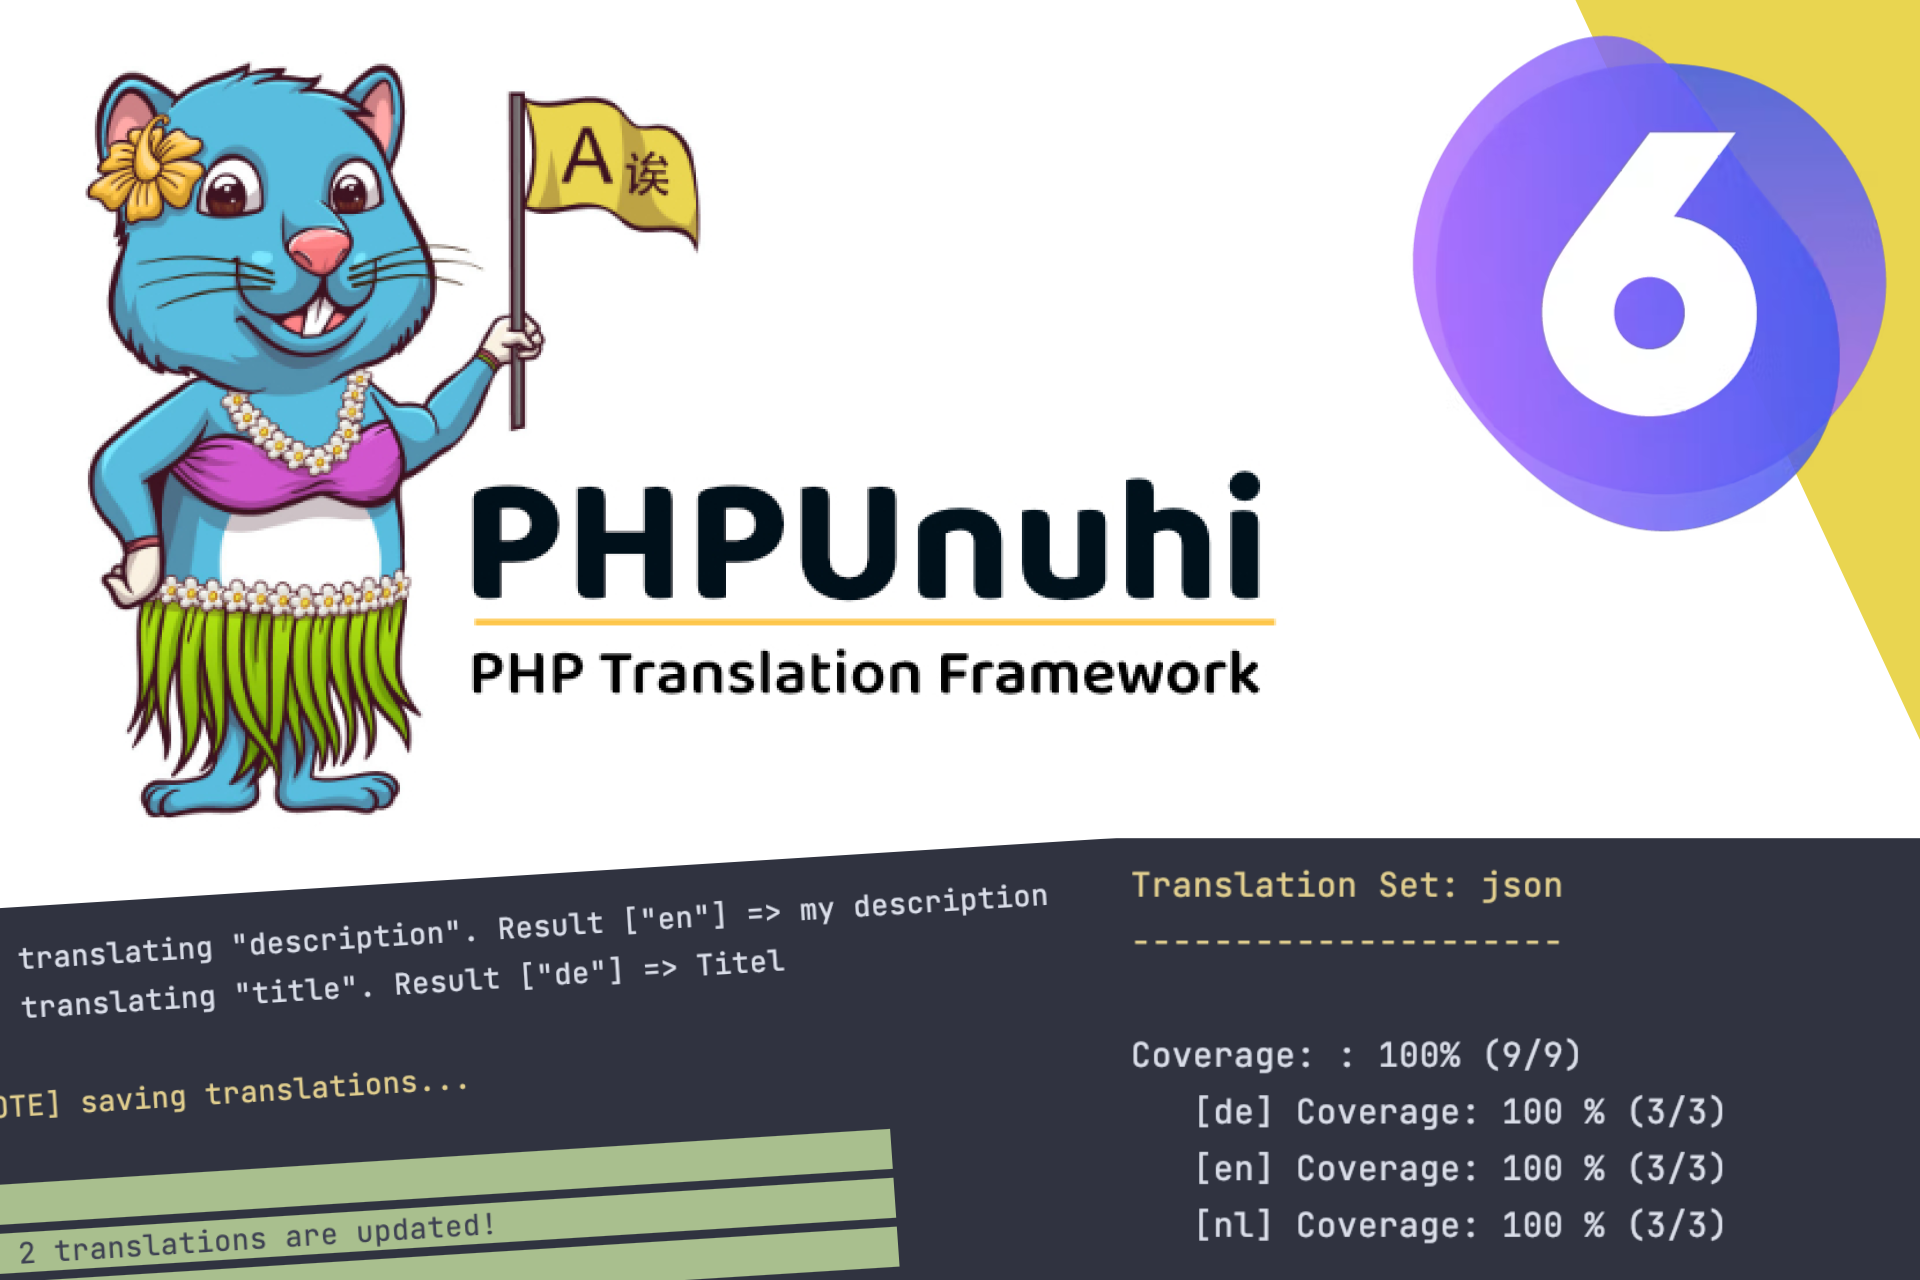 A 诶
6
PHPUnuhi
PHP Translation Framework
translating "description". Result ["en"] => my description
translating "title". Result ["de"] => Titel
OTE] saving translations...
2 translations are updated!
Translation Set: json
---------------------
Coverage: : 100% (9/9)
[de] Coverage: 100 % (3/3)
[en] Coverage: 100 % (3/3)
[nl] Coverage: 100 % (3/3)